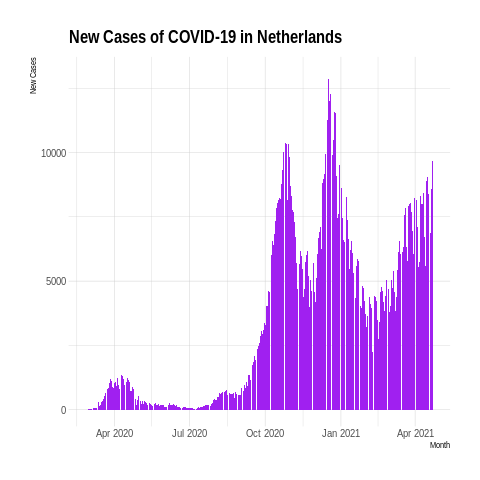 New Cases of COVID-19 in Netherlands
New Cases
10000
5000
0
Apr 2020 Jul 2020 Oct 2020 Jan 2021 Apr 2021
Month